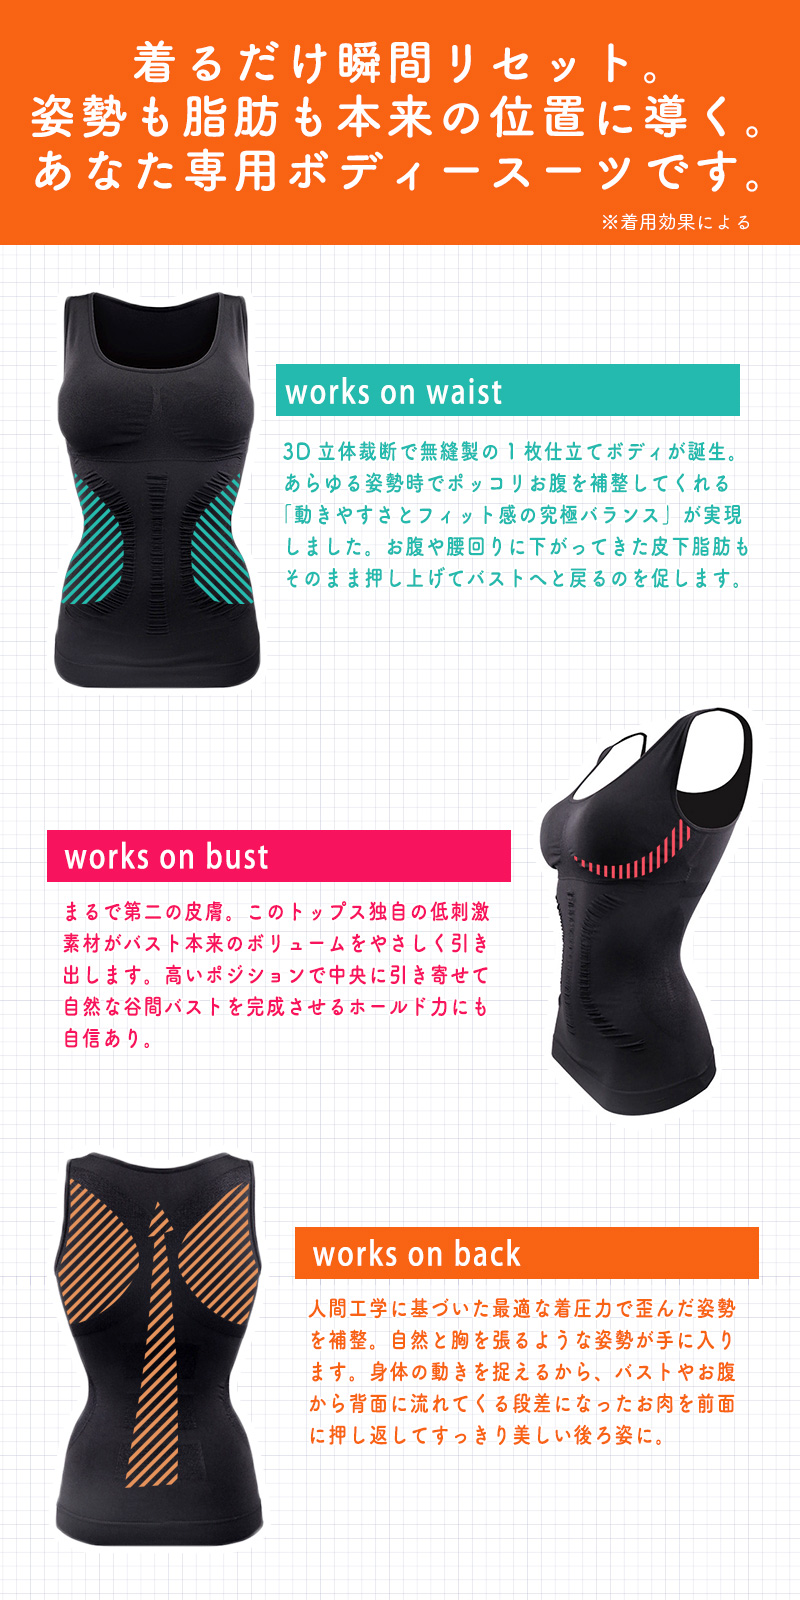 着るだけ瞬間リセット。
姿勢も脂肪も本来の位置に導く。
あなた専用ボディースーツです。
※着用効果による
works on waist
3D立体裁断で無縫製の1枚仕立てボディが誕生。
あらゆる姿勢時でポッコリお腹を補整してくれる
「動きやすさとフィット感の究極バランス」が実現
しました。お腹や腰回りに下がってきた皮下脂肪も
そのまま押し上げてバストへと戻るのを促します。
works on bust
まるで第二の皮膚。このトップス独自の低刺激
素材がバスト本来のボリュームをやさしく引き
出します。高いポジションで中央に引き寄せて
自然な谷間バストを完成させるホールド力にも
自信あり。
works on back
人間工学に基づいた最適な着圧力で歪んだ姿勢
を補整。自然と胸を張るような姿勢が手に入り
ます。身体の動きを捉えるから、バストやお腹
から背面に流れてくる段差になったお肉を前面
に押し返してすっきり美しい後ろ姿に。